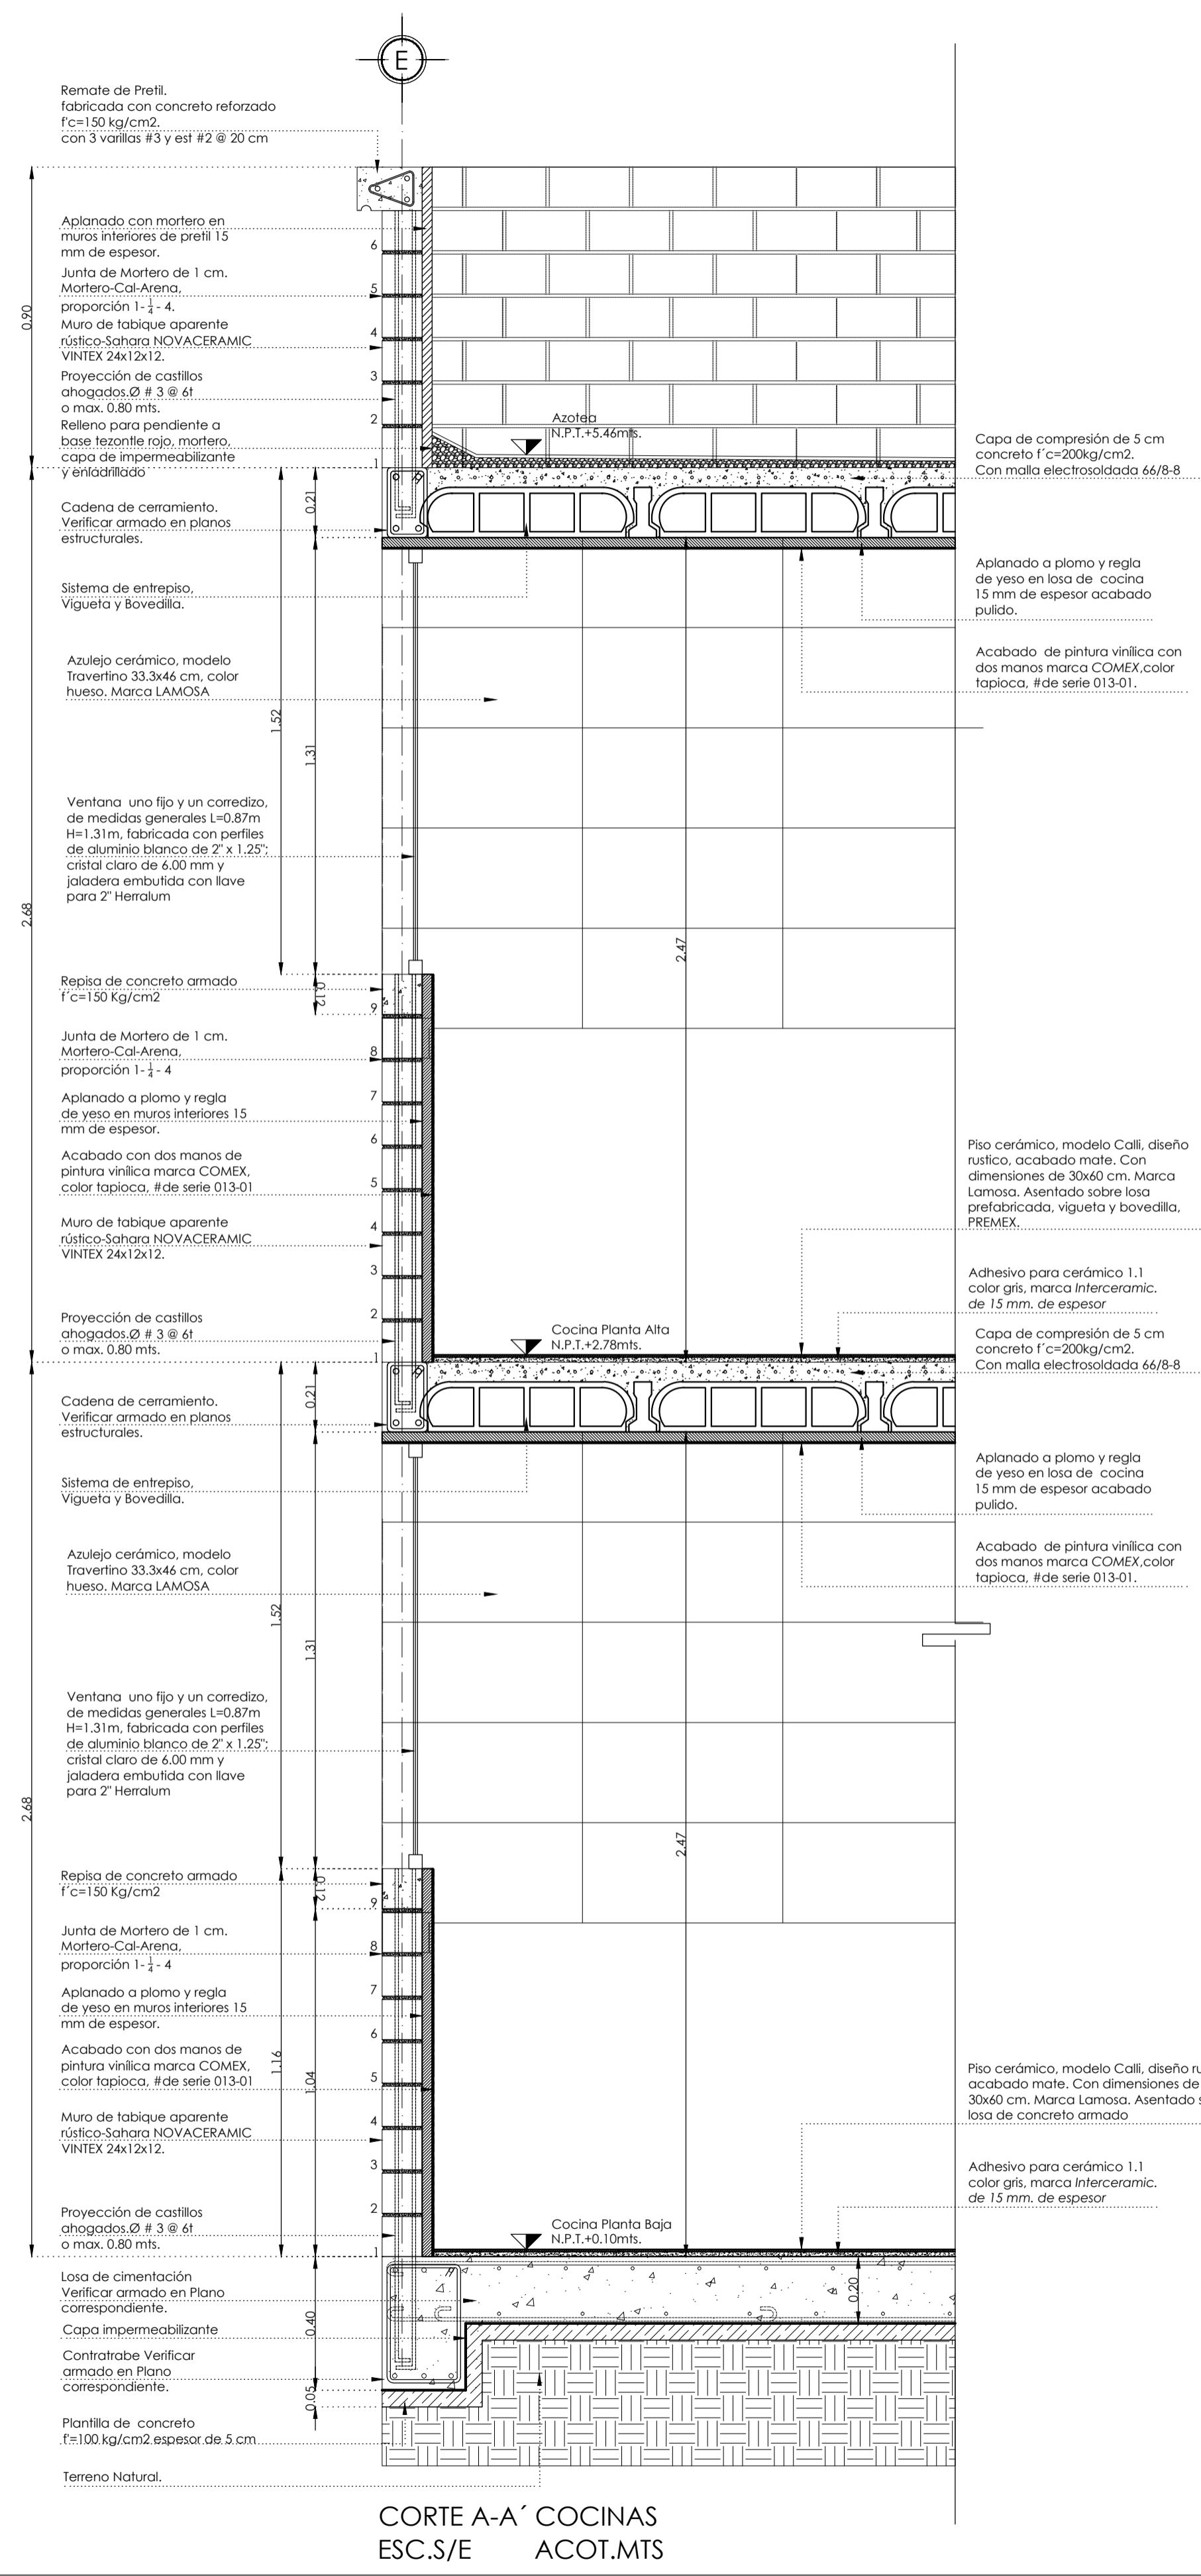 E
Remate de Pretil.
fabricada con concreto reforzado
f'c=150 kg/cm2.
con 3 varillas #3 y est #2 @ 20 cm
Aplanado con mortero en
muros interiores de pretil 15
mm de espesor.
Junta de Mortero de 1 cm.
Mortero-Cal-Arena,
proporción 1- 1/4 - 4.
Muro de tabique aparente
rústico-Sahara NOVACERAMIC
VINTEX 24x12x12.
Proyección de castillos
ahogados.Ø # 3 @ 6t
o max. 0.80 mts.
Relleno para pendiente a
base tezontle rojo, mortero,
capa de impermeabilizante
y enladrillado
0.90
6
5
4
3
2
1
Azotea
N.P.T.+5.46mts.
Capa de compresión de 5 cm
concreto f´c=200kg/cm2.
Con malla electrosoldada 66/8-8
Cadena de cerramiento.
Verificar armado en planos
estructurales.
0.21
Sistema de entrepiso,
Vigueta y Bovedilla.
Aplanado a plomo y regla
de yeso en losa de cocina
15 mm de espesor acabado
pulido.
Azulejo cerámico, modelo
Travertino 33.3x46 cm, color
hueso. Marca LAMOSA
Acabado de pintura vinílica con
dos manos marca COMEX,color
tapioca, #de serie 013-01.
1.52
1.31
Ventana uno fijo y un corredizo,
de medidas generales L=0.87m
H=1.31m, fabricada con perfiles
de aluminio blanco de 2" x 1.25";
cristal claro de 6.00 mm y
jaladera embutida con llave
para 2" Herralum
2.68
2.47
Repisa de concreto armado
f´c=150 Kg/cm2
0.12
Junta de Mortero de 1 cm.
Mortero-Cal-Arena,
proporción 1- 1/4 - 4
Aplanado a plomo y regla
de yeso en muros interiores 15
mm de espesor.
Acabado con dos manos de
pintura vinílica marca COMEX,
color tapioca, #de serie 013-01
Muro de tabique aparente
rústico-Sahara NOVACERAMIC
VINTEX 24x12x12.
Proyección de castillos
ahogados.Ø # 3 @ 6t
o max. 0.80 mts.
9
8
7
6
5
4
3
2
1
Piso cerámico, modelo Calli, diseño
rustico, acabado mate. Con
dimensiones de 30x60 cm. Marca
Lamosa. Asentado sobre losa
prefabricada, vigueta y bovedilla,
PREMEX.
Adhesivo para cerámico 1.1
color gris, marca Interceramic.
de 15 mm. de espesor
Cocina Planta Alta
N.P.T.+2.78mts.
Capa de compresión de 5 cm
concreto f´c=200kg/cm2.
Con malla electrosoldada 66/8-8
Cadena de cerramiento.
Verificar armado en planos
estructurales.
0.21
Sistema de entrepiso,
Vigueta y Bovedilla.
Aplanado a plomo y regla
de yeso en losa de cocina
15 mm de espesor acabado
pulido.
Azulejo cerámico, modelo
Travertino 33.3x46 cm, color
hueso. Marca LAMOSA
Acabado de pintura vinílica con
dos manos marca COMEX,color
tapioca, #de serie 013-01.
1.52
1.31
Ventana uno fijo y un corredizo,
de medidas generales L=0.87m
H=1.31m, fabricada con perfiles
de aluminio blanco de 2" x 1.25";
cristal claro de 6.00 mm y
jaladera embutida con llave
para 2" Herralum
2.68
2.47
Repisa de concreto armado
f´c=150 Kg/cm2
0.12
Junta de Mortero de 1 cm.
Mortero-Cal-Arena,
proporción 1- 1/4 - 4
Aplanado a plomo y regla
de yeso en muros interiores 15
mm de espesor.
Acabado con dos manos de
pintura vinílica marca COMEX,
color tapioca, #de serie 013-01
1.16
1.04
Muro de tabique aparente
rústico-Sahara NOVACERAMIC
VINTEX 24x12x12.
Proyección de castillos
ahogados.Ø # 3 @ 6t
o max. 0.80 mts.
9
8
7
6
5
4
3
2
1
Piso cerámico, modelo Calli, diseño ru
acabado mate. Con dimensiones de
30x60 cm. Marca Lamosa. Asentado s
losa de concreto armado
Adhesivo para cerámico 1.1
color gris, marca Interceramic.
de 15 mm. de espesor
Cocina Planta Baja
N.P.T.+0.10mts.
Losa de cimentación
Verificar armado en Plano
correspondiente.
Capa impermeabilizante
0.40
0.20
Contratrabe Verificar
armado en Plano
correspondiente.
0.05
Plantilla de concreto
f'=100 kg/cm2 espesor de 5 cm
Terreno Natural.
CORTE A-A´ COCINAS
ESC.S/E ACOT.MTS